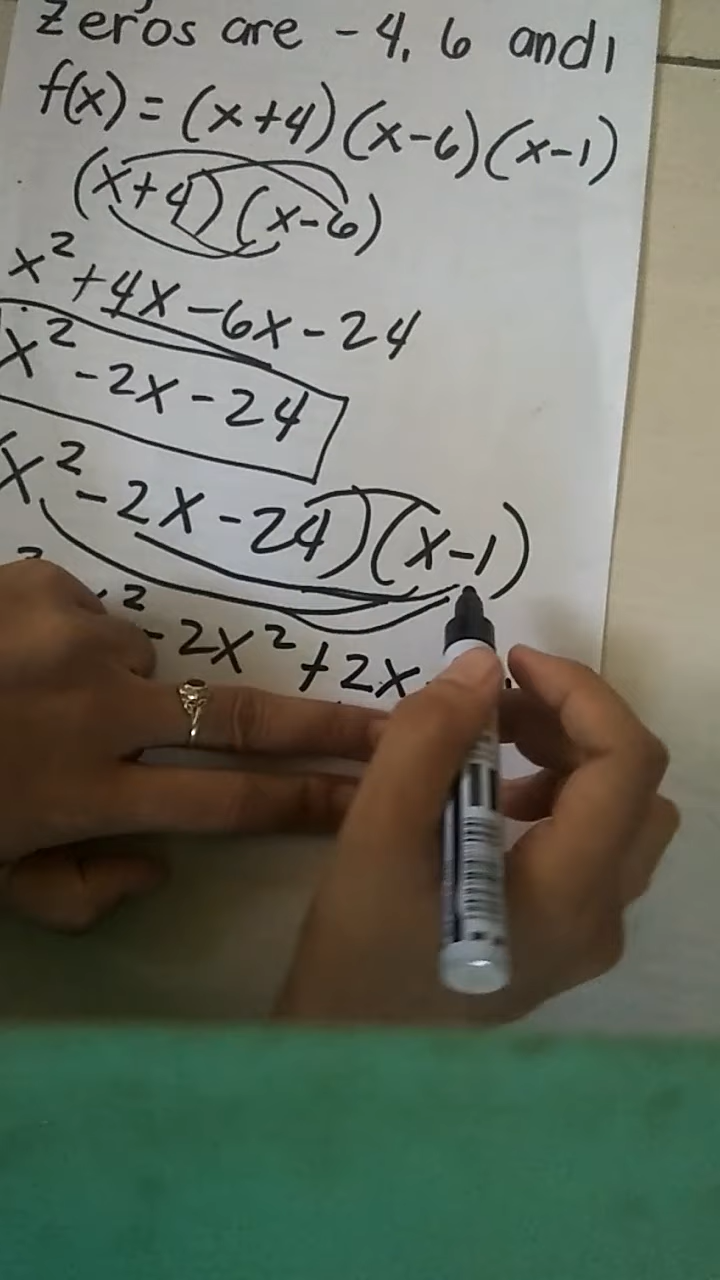 zeros are -4, 6 and 1
f(x) = (x+4)(x-6)(x-1)
(x+4)(x-6)
x²+4x-6x-24
x²-2x-24
(x²-2x-24)(x-1)
² -2x²+2x